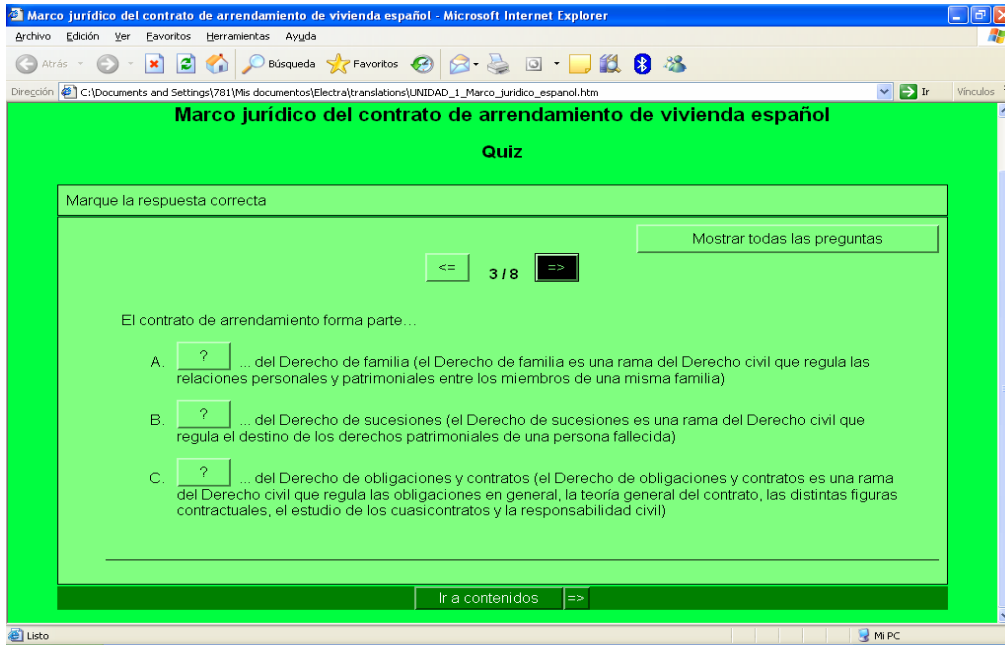 Marco jurídico del contrato de arrendamiento de vivienda español - Microsoft Internet Explorer
Archivo Edición Ver Favoritos Herramientas Ayuda
Atrás Búsqueda Favoritos
Dirección C:\Documents and Settings\781\Mis documentos\Electra\translations\UNIDAD_1_Marco_juridico_espanol.htm Ir Vínculos
Marco jurídico del contrato de arrendamiento de vivienda español
Quiz
Marque la respuesta correcta
Mostrar todas las preguntas
<= 3 / 8 =>
El contrato de arrendamiento forma parte...
A. ? ... del Derecho de familia (el Derecho de familia es una rama del Derecho civil que regula las
relaciones personales y patrimoniales entre los miembros de una misma familia)
B. ? ... del Derecho de sucesiones (el Derecho de sucesiones es una rama del Derecho civil que
regula el destino de los derechos patrimoniales de una persona fallecida)
C. ? ... del Derecho de obligaciones y contratos (el Derecho de obligaciones y contratos es una rama
del Derecho civil que regula las obligaciones en general, la teoría general del contrato, las distintas figuras
contractuales, el estudio de los cuasicontratos y la responsabilidad civil)
Ir a contenidos =>
Listo Mi PC